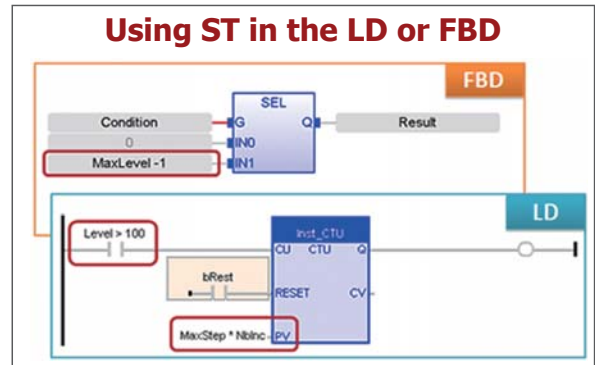 Using ST in the LD or FBD
FBD
SEL
Condition
G
Q
Result
0
IN0
MaxLevel -1
IN1
LD
Level > 100
Inst_CTU
CU
CTU
Q
bRest
RESET
CV
MaxStep * NbInc
PV